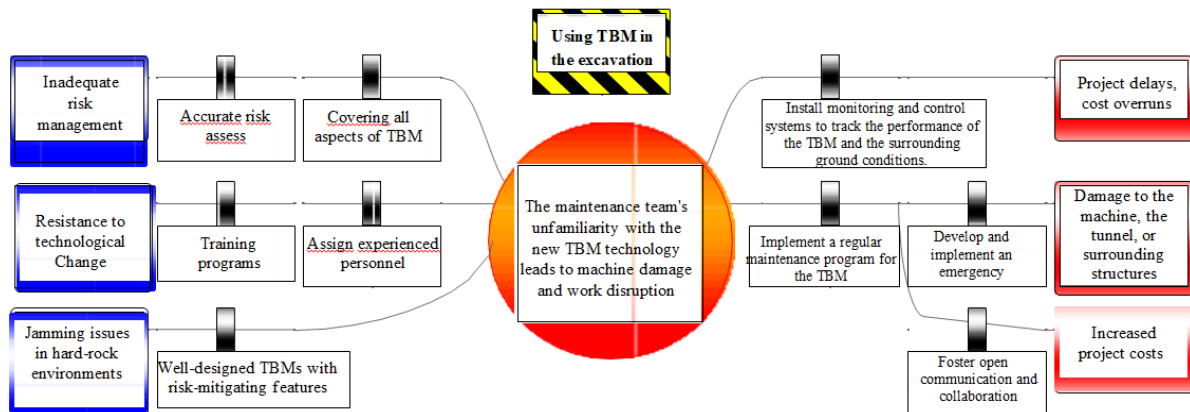 Using TBM in
the excavation
Inadequate
risk
management
Accurate risk
assess
Covering all
aspects of TBM
Install monitoring and control
systems to track the performance of
the TBM and the surrounding
ground conditions.
Project delays,
cost overruns
Resistance to
technological
Change
Training
programs
Assign experienced
personnel
The maintenance team's
unfamiliarity with the
new TBM technology
leads to machine damage
and work disruption
Implement a regular
maintenance program for
the TBM
Develop and
implement an
emergency
Damage to the
machine, the
tunnel, or
surrounding
structures
Jamming issues
in hard-rock
environments
Well-designed TBMs with
risk-mitigating features
Foster open
communication and
collaboration
Increased
project costs